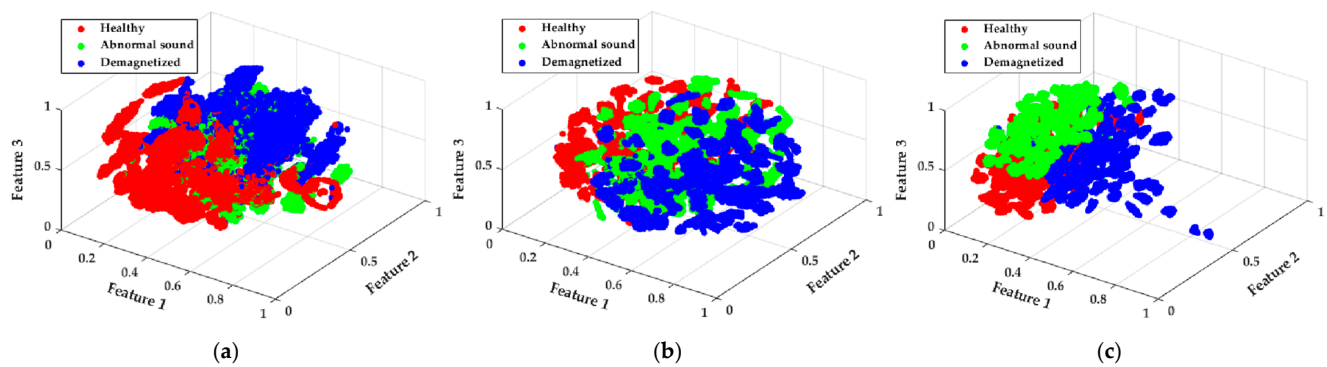 Healthy
Abnormal sound
Demagnetized
1
0.5
0
Feature 3
0
0.2
0.4
0.6
0.8
1
Feature 1
0
0.5
1
Feature 2
(a)
Healthy
Abnormal sound
Demagnetized
1
0.5
0
Feature 3
0
0.2
0.4
0.6
0.8
1
Feature 1
0
0.5
1
Feature 2
(b)
Healthy
Abnormal sound
Demagnetized
1
0.5
0
Feature 3
0
0.2
0.4
0.6
0.8
1
Feature 1
0
0.5
1
Feature 2
(c)